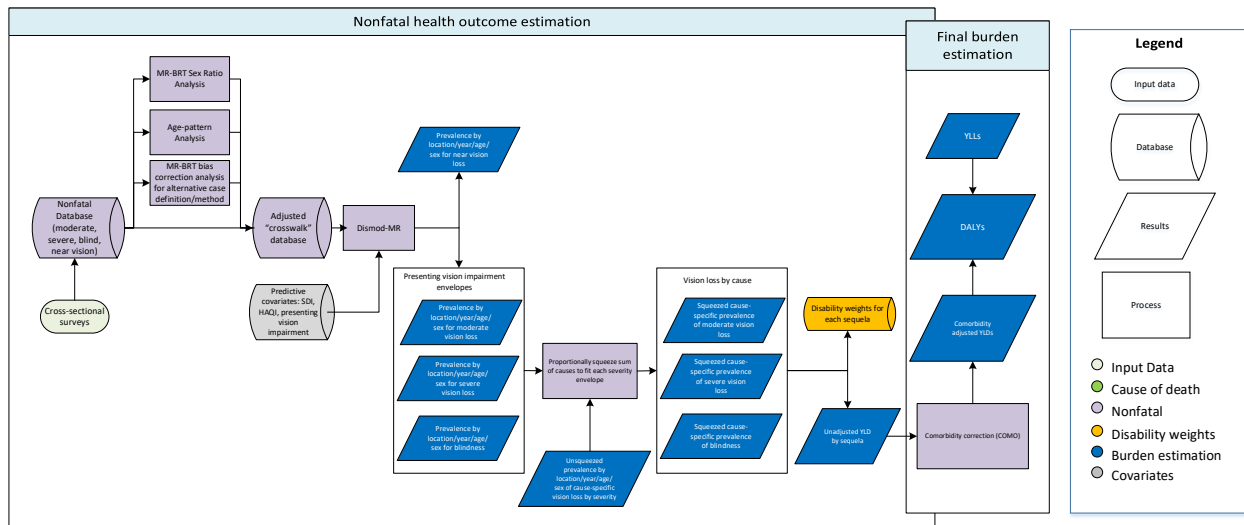 Nonfatal health outcome estimation
Final burden
estimation
MR-BRT Sex Ratio
Analysis
Age-pattern
Analysis
MR-BRT bias
correction analysis
for alternative case
definition/method
Nonfatal
Database
(moderate,
severe, blind,
near vision)
Cross-sectional
surveys
Adjusted
“crosswalk”
database
Dismod-MR
Predictive
covariates: SDI,
HAQI, presenting
vision
impairment
Prevalence by
location/year/age/
sex for near vision
loss
Presenting vision impairment
envelopes
Prevalence by
location/year/age/
sex for moderate
vision loss
Prevalence by
location/year/age/
sex for severe
vision loss
Prevalence by
location/year/age/
sex for blindness
Proportionally squeeze sum
of causes to fit each severity
envelope
Unsqueezed
prevalence by
location/year/age/
sex of cause-specific
vision loss by severity
Vision loss by cause
Squeezed cause-
specific prevalence
of moderate vision
loss
Squeezed cause-
specific prevalence
of severe vision
loss
Squeezed cause-
specific prevalence
of blindness
Disability weights for
each sequela
Unadjusted YLD
by sequela
YLLs
DALYs
Comorbidity
adjusted YLDs
Comorbidity correction (COMO)
Legend
Input data
Database
Results
Process
Input Data
Cause of death
Nonfatal
Disability weights
Burden estimation
Covariates